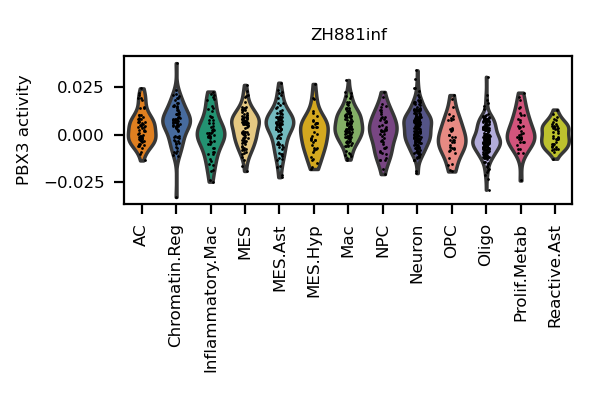 ZH881inf
PBX3 activity
0.025
0.000
−0.025
AC
Chromatin.Reg
Inflammatory.Mac
MES
MES.Ast
MES.Hyp
Mac
NPC
Neuron
OPC
Oligo
Prolif.Metab
Reactive.Ast